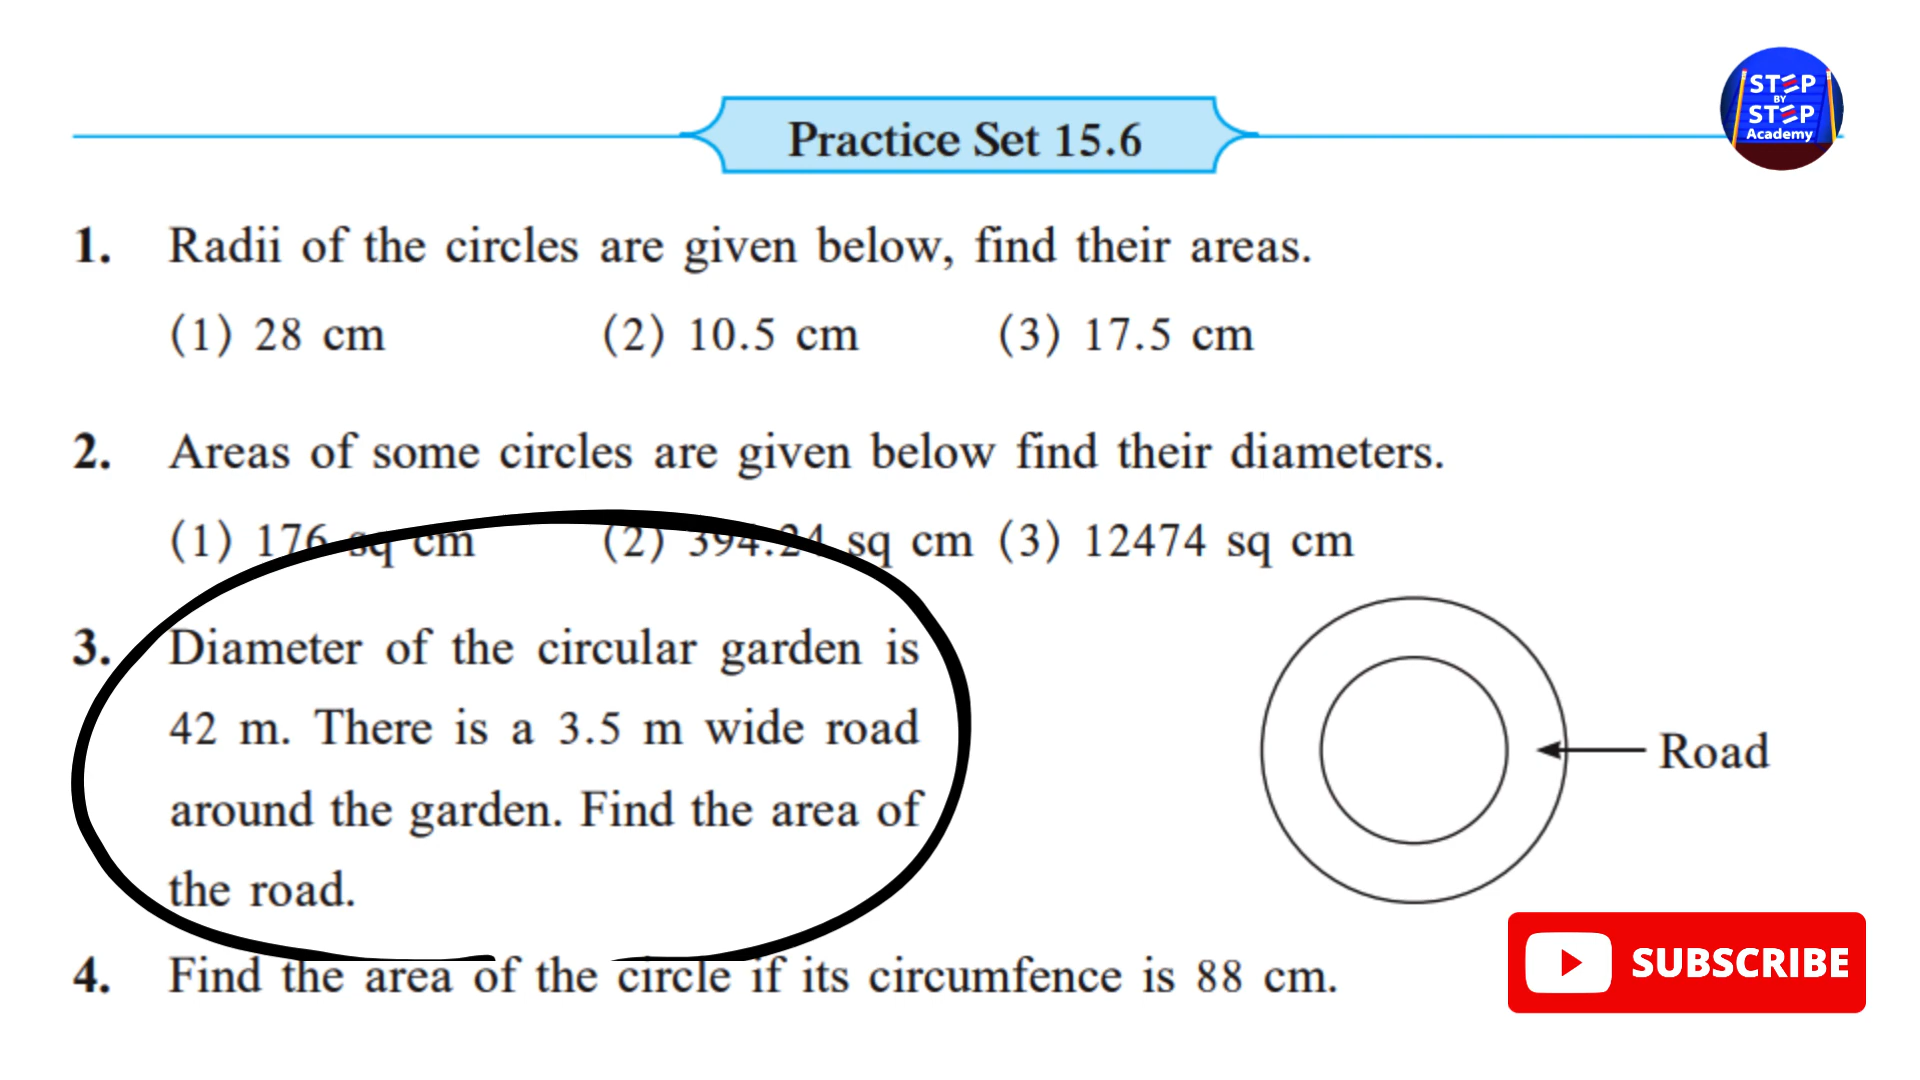 STEP
BY
STEP
Academy
Practice Set 15.6
1. Radii of the circles are given below, find their areas.
(1) 28 cm (2) 10.5 cm (3) 17.5 cm
2. Areas of some circles are given below find their diameters.
(1) 176 sq cm (2) 394.24 sq cm (3) 12474 sq cm
3. Diameter of the circular garden is
42 m. There is a 3.5 m wide road
around the garden. Find the area of
the road.
Road
4. Find the area of the circle if its circumfence is 88 cm.
SUBSCRIBE